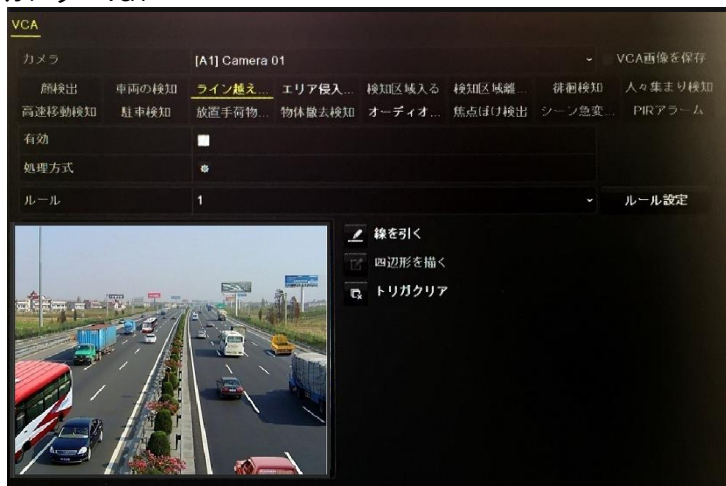 VCA
カメラ [A1] Camera 01 VCA画像を保存
顔検出 車両の検知 ライン越え... エリア侵入... 検知区域入る 検知区域離... 徘徊検知 人々集まり検知
高速移動検知 駐車検知 放置手荷物... 物体撤去検知 オーディオ... 焦点ぼけ検出 シーン急変... PIRアラーム
有効
処理方式
ルール 1 ルール設定
線を引く
四辺形を描く
トリガクリア